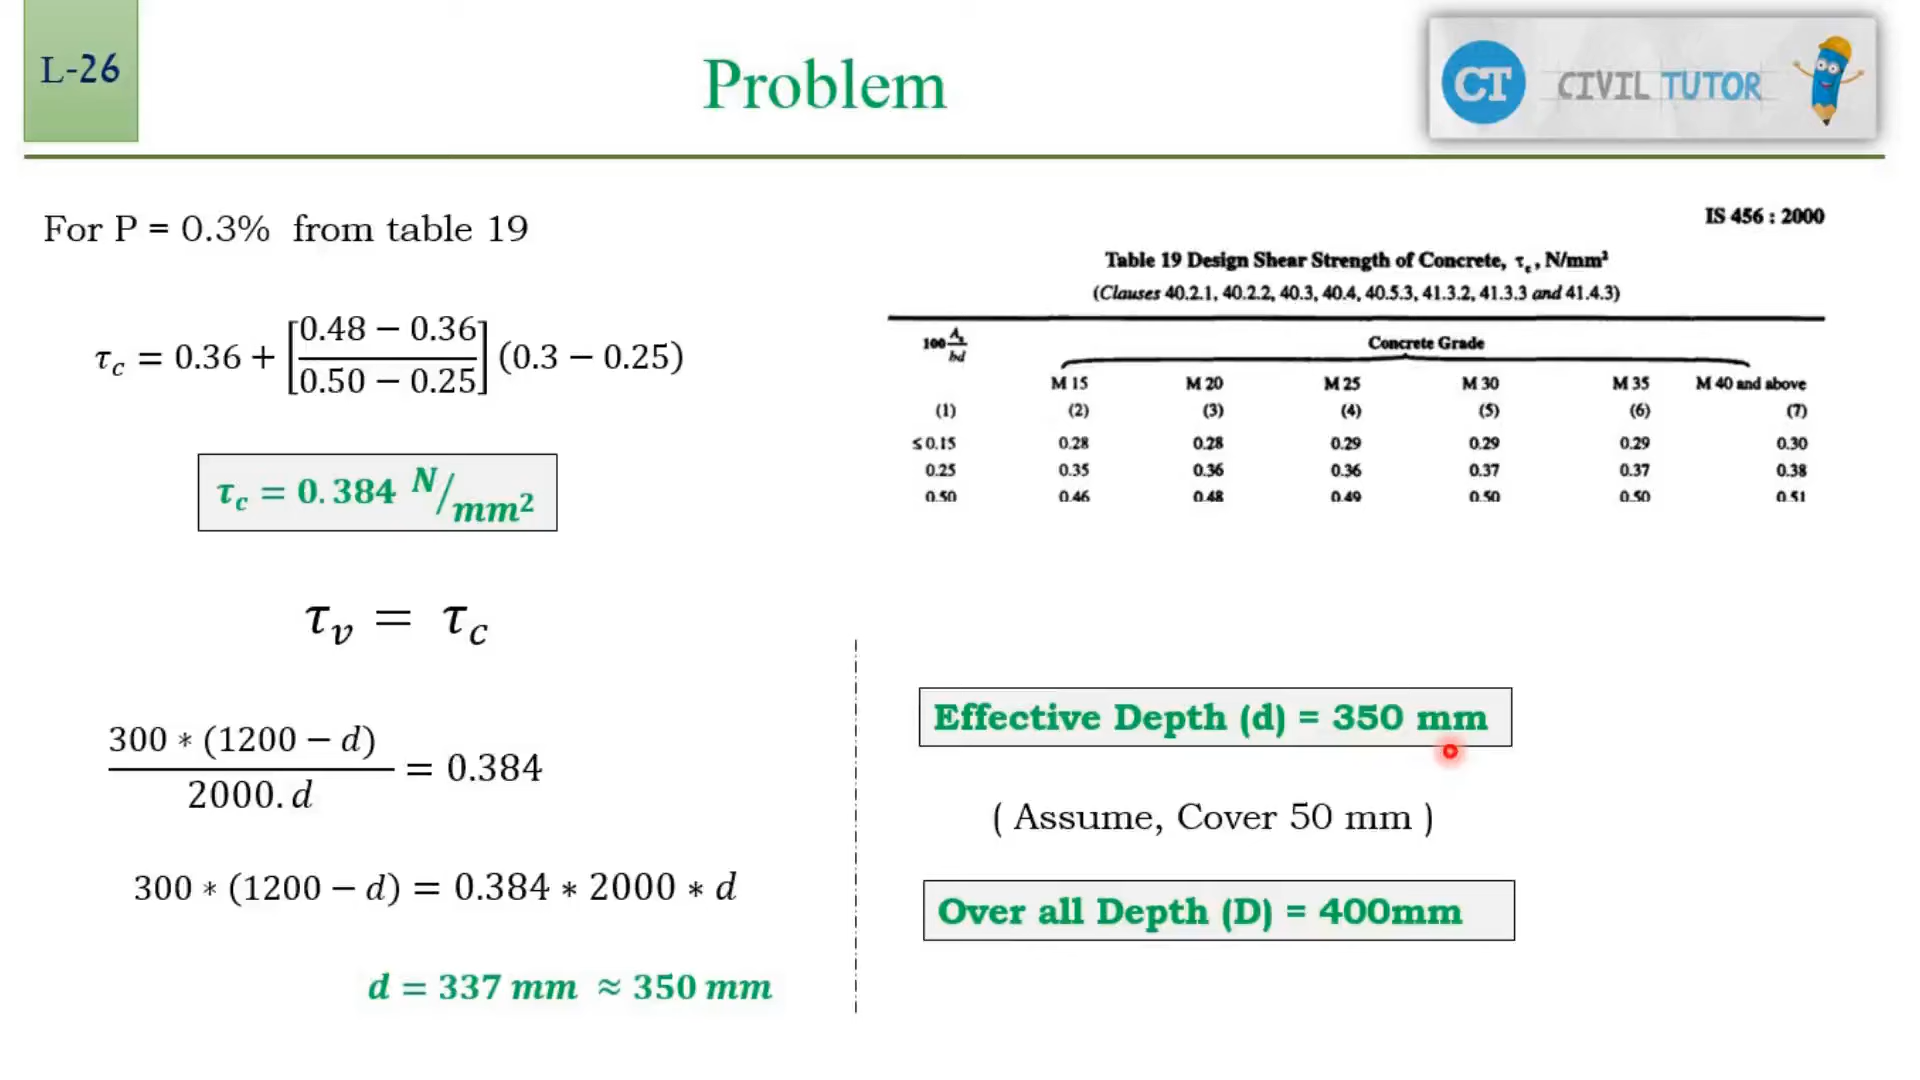 L-26
Problem
CT CIVIL TUTOR
For P = 0.3% from table 19
τc = 0.36 + [0.48 − 0.36 / 0.50 − 0.25] (0.3 − 0.25)
τc = 0.384 N/mm²
τv = τc
300 ∗ (1200 − d) / 2000. d = 0.384
300 ∗ (1200 − d) = 0.384 ∗ 2000 ∗ d
d = 337 mm ≈ 350 mm
IS 456 : 2000
Table 19 Design Shear Strength of Concrete, τc, N/mm²
(Clauses 40.2.1, 40.2.2, 40.3, 40.4, 40.5.3, 41.3.2, 41.3.3 and 41.4.3)
100 As/bd Concrete Grade
M 15 M 20 M 25 M 30 M 35 M 40 and above
(1) (2) (3) (4) (5) (6) (7)
≤ 0.15 0.28 0.28 0.29 0.29 0.29 0.30
0.25 0.35 0.36 0.36 0.37 0.37 0.38
0.50 0.46 0.48 0.49 0.50 0.50 0.51
Effective Depth (d) = 350 mm
( Assume, Cover 50 mm )
Over all Depth (D) = 400mm